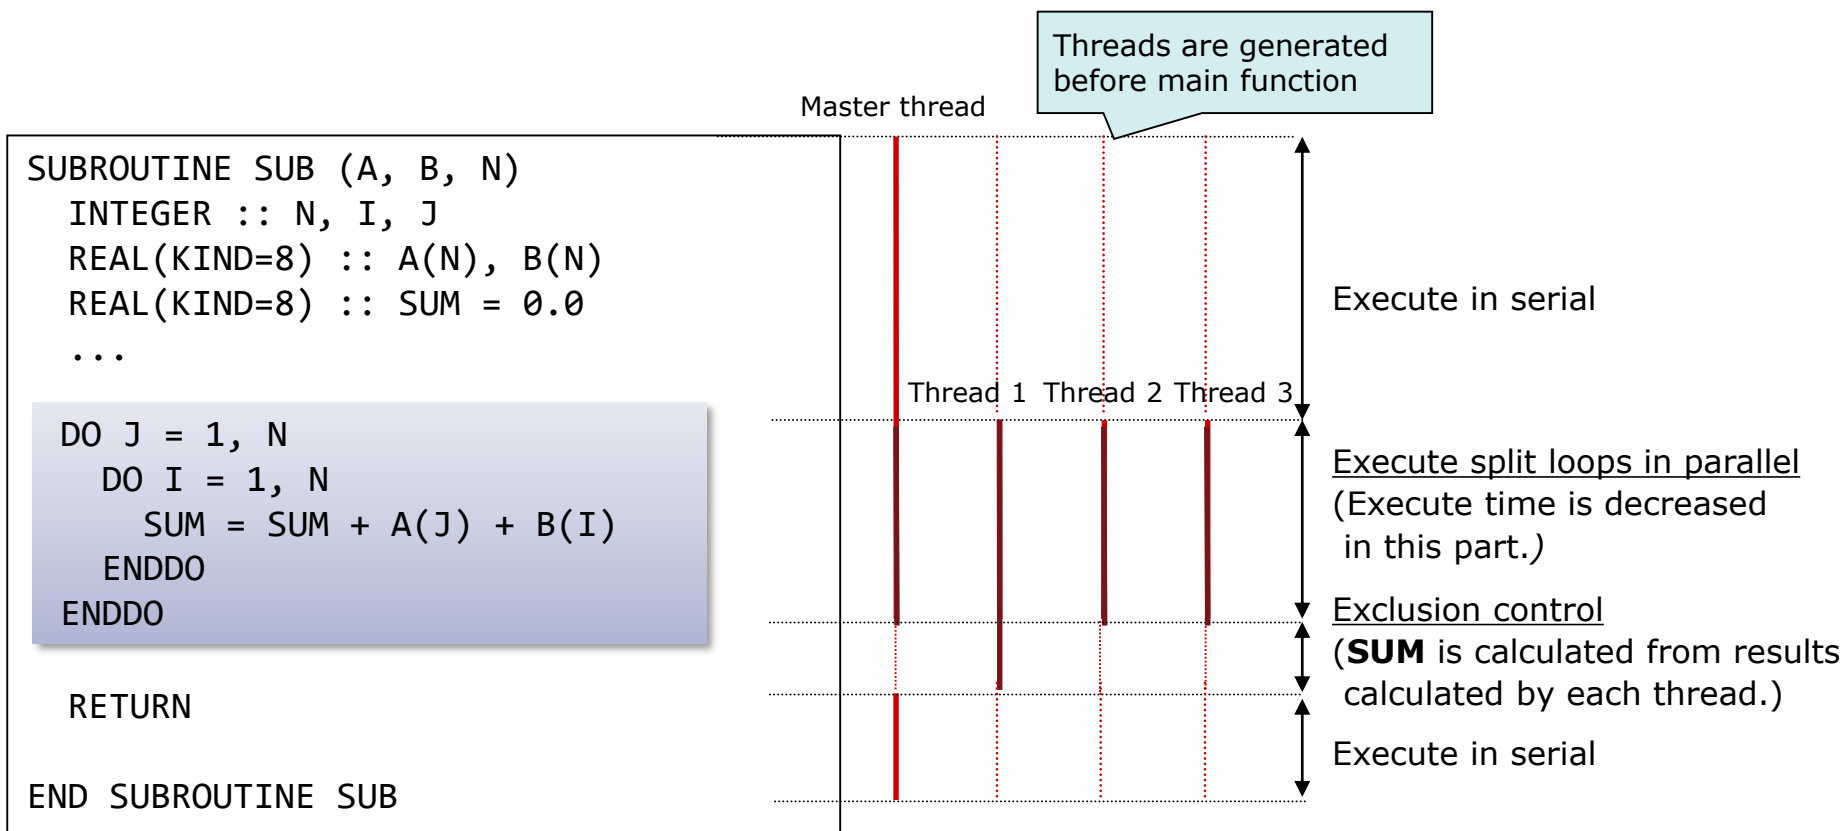 Threads are generated
before main function
Master thread
SUBROUTINE SUB (A, B, N)
INTEGER :: N, I, J
REAL(KIND=8) :: A(N), B(N)
REAL(KIND=8) :: SUM = 0.0
...
DO J = 1, N
DO I = 1, N
SUM = SUM + A(J) + B(I)
ENDDO
ENDDO
RETURN
END SUBROUTINE SUB
Thread 1 Thread 2 Thread 3
Execute in serial
Execute split loops in parallel
(Execute time is decreased
in this part.)
Exclusion control
(SUM is calculated from results
calculated by each thread.)
Execute in serial